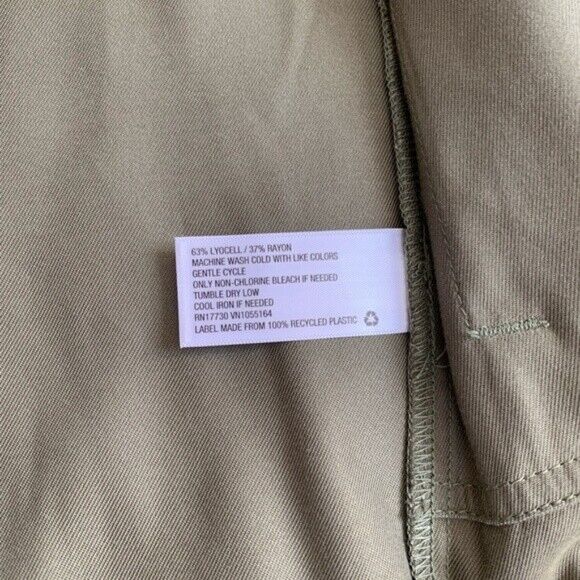 63% LYOCELL / 37% RAYON
MACHINE WASH COLD WITH LIKE COLORS
GENTLE CYCLE
ONLY NON-CHLORINE BLEACH IF NEEDED
TUMBLE DRY LOW
COOL IRON IF NEEDED
RN17730 VN1055164
LABEL MADE FROM 100% RECYCLED PLASTIC